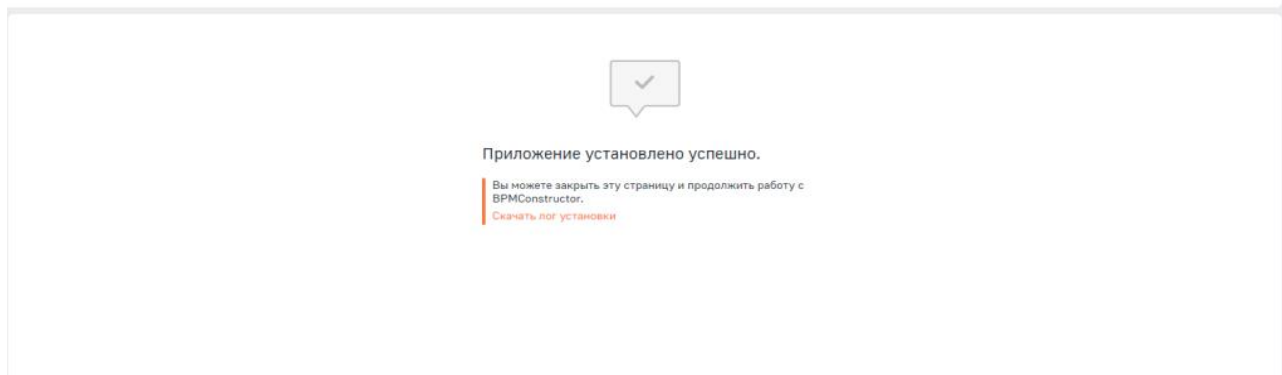 Приложение установлено успешно.
Вы можете закрыть эту страницу и продолжить работу с
BPMConstructor.
Скачать лог установки